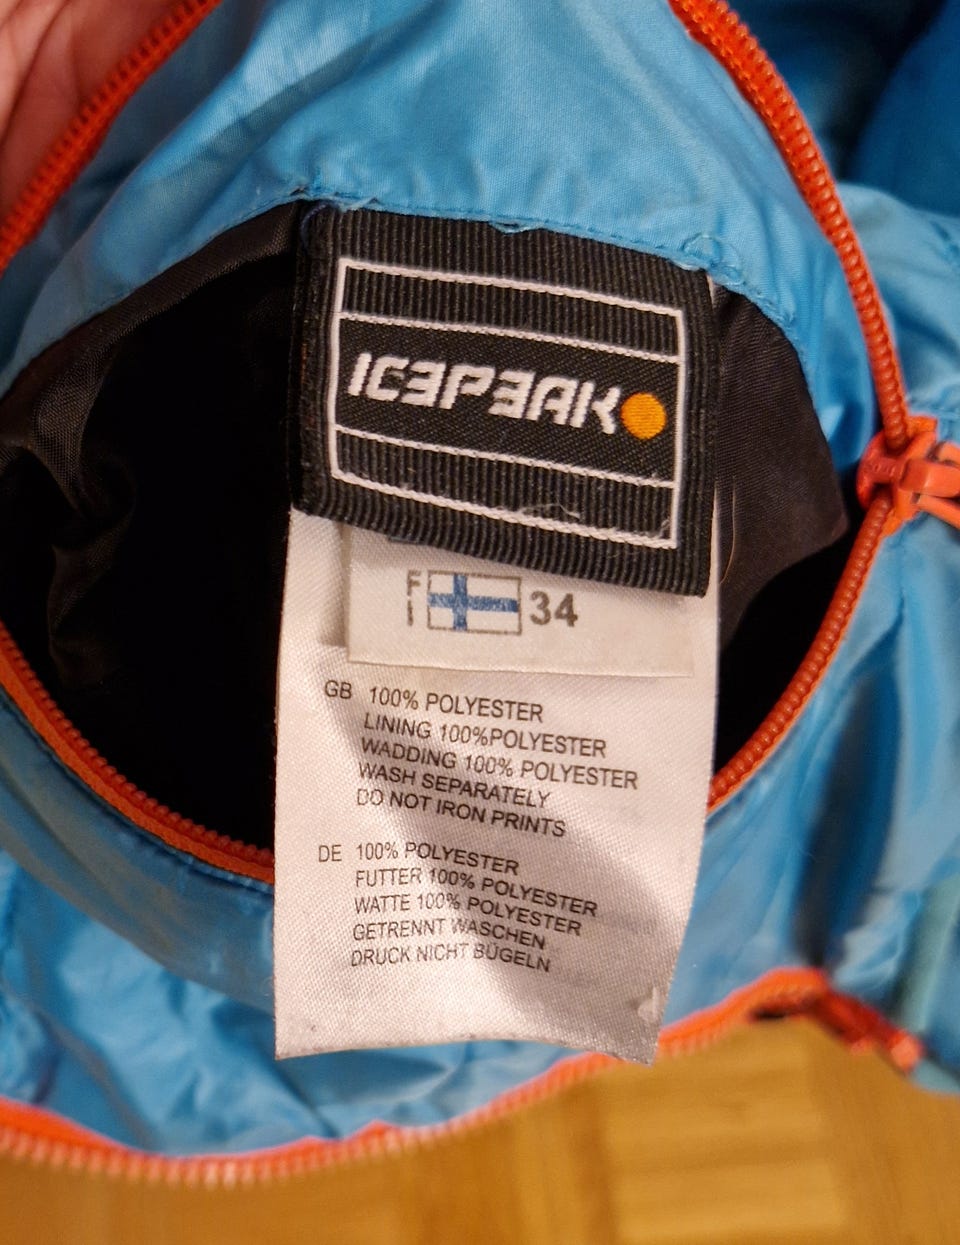 ICEPEAK
FI 34
GB 100% POLYESTER
LINING 100%POLYESTER
WADDING 100% POLYESTER
WASH SEPARATELY
DO NOT IRON PRINTS
DE 100% POLYESTER
FUTTER 100% POLYESTER
WATTE 100% POLYESTER
GETRENNT WASCHEN
DRUCK NICHT BÜGELN